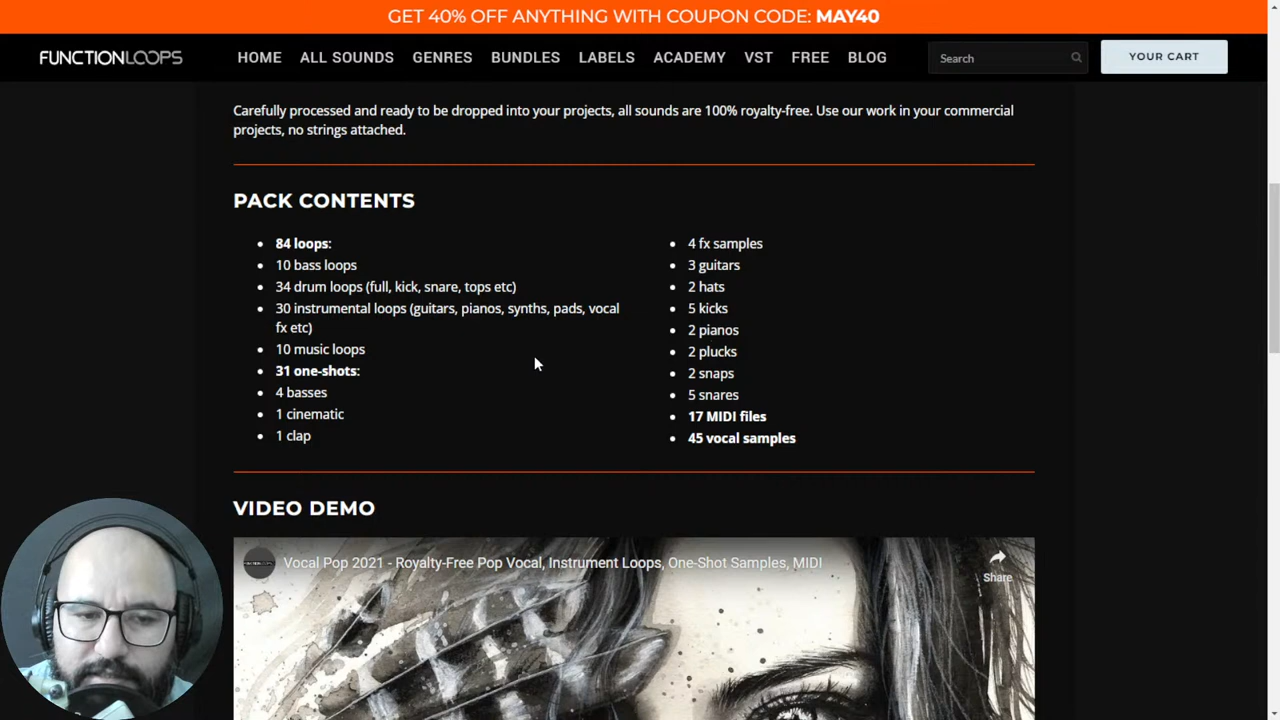 GET 40% OFF ANYTHING WITH COUPON CODE: MAY40
FUNCTIONLOOPS
HOME
ALL SOUNDS
GENRES
BUNDLES
LABELS
ACADEMY
VST
FREE
BLOG
Search
YOUR CART
Carefully processed and ready to be dropped into your projects, all sounds are 100% royalty-free. Use our work in your commercial
projects, no strings attached.
PACK CONTENTS
84 loops:
10 bass loops
34 drum loops (full, kick, snare, tops etc)
30 instrumental loops (guitars, pianos, synths, pads, vocal
fx etc)
10 music loops
31 one-shots:
4 basses
1 cinematic
1 clap
4 fx samples
3 guitars
2 hats
5 kicks
2 pianos
2 plucks
2 snaps
5 snares
17 MIDI files
45 vocal samples
VIDEO DEMO
Vocal Pop 2021 - Royalty-Free Pop Vocal, Instrument Loops, One-Shot Samples, MIDI
Share